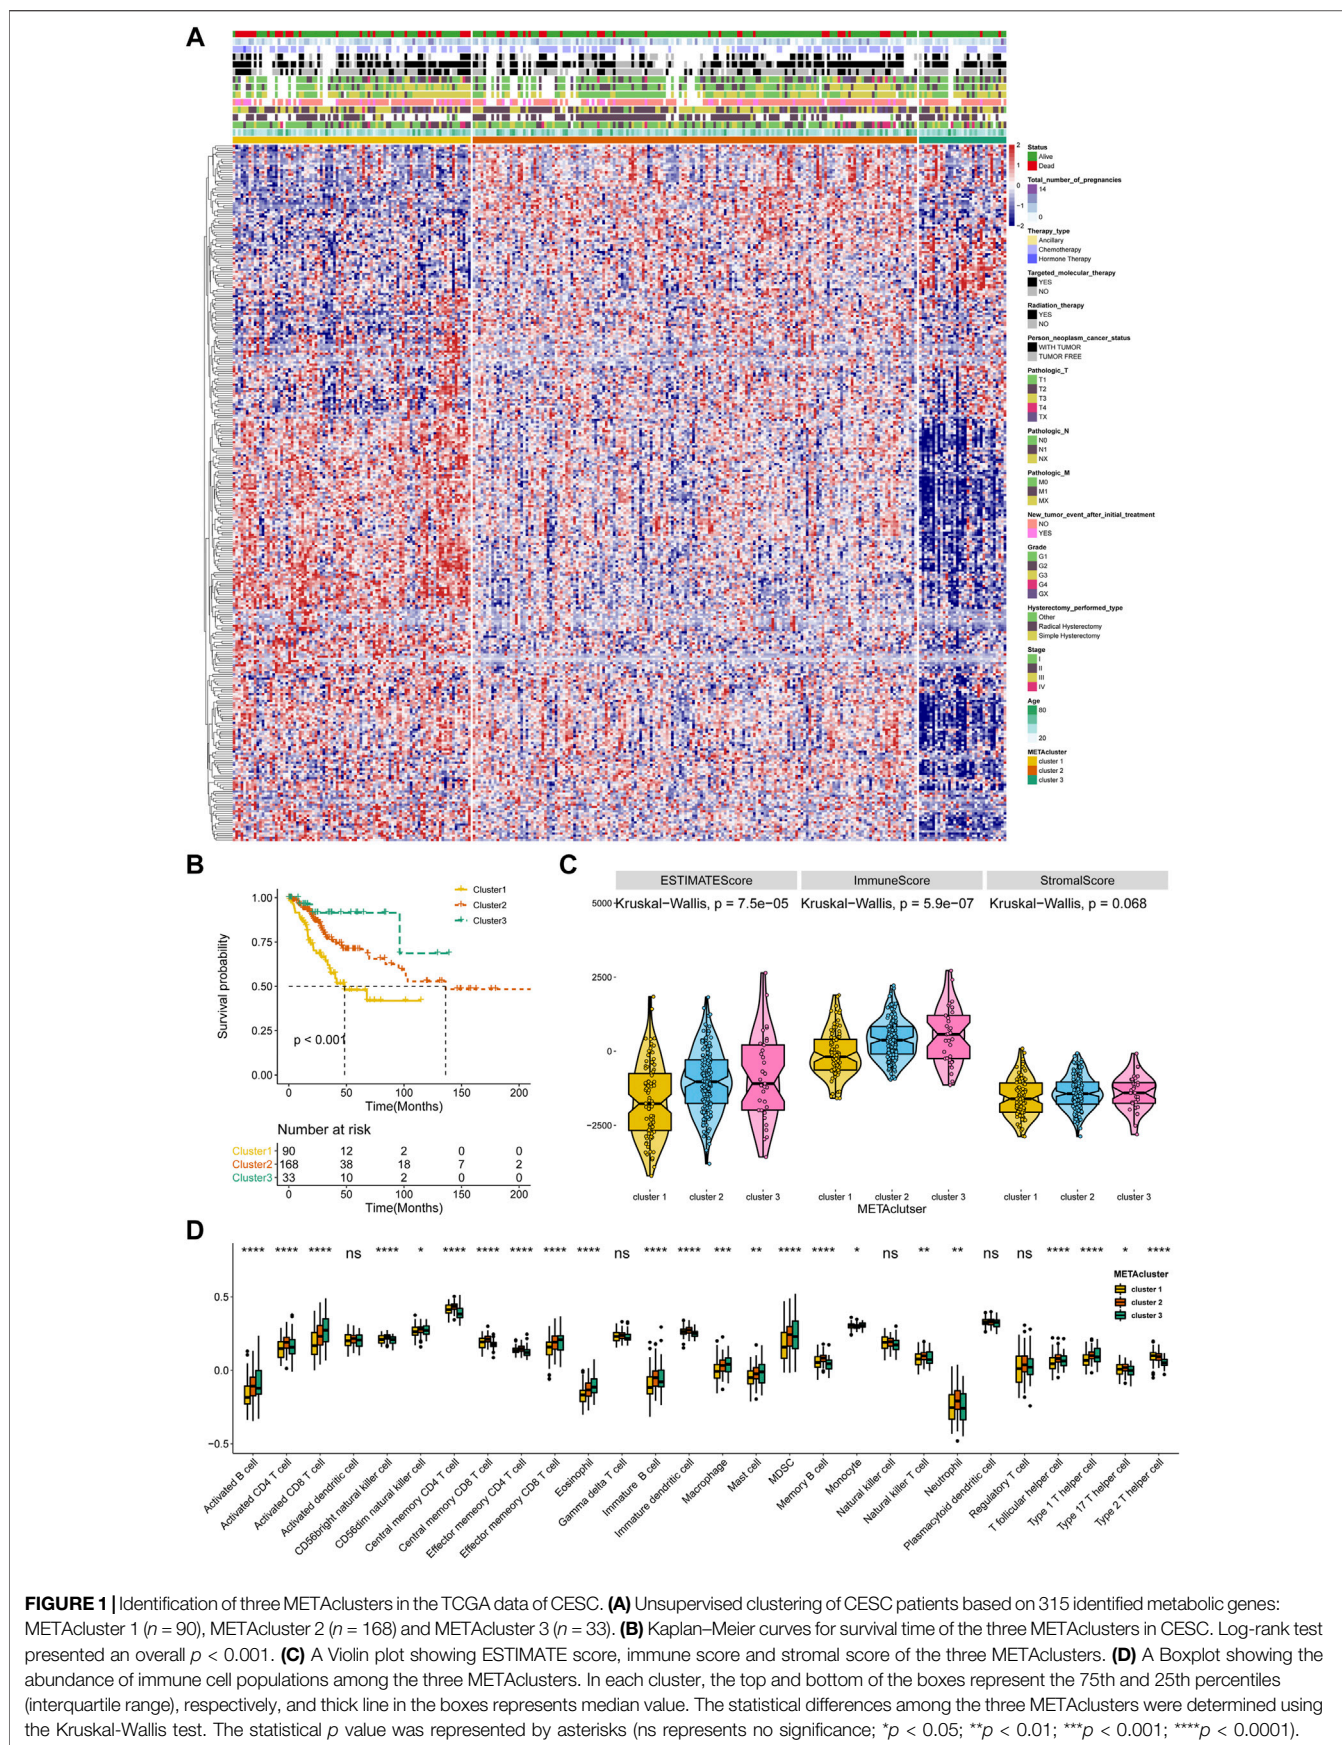 A
2
1
0
−1
−2
Status
Alive
Dead
Total_number_of_pregnancies
14
0
Therapy_type
Ancillary
Chemotherapy
Hormone Therapy
Targeted_molecular_therapy
YES
NO
Radiation_therapy
YES
NO
Person_neoplasm_cancer_status
WITH TUMOR
TUMOR FREE
Pathologic_T
T1
T2
T3
T4
TX
Pathologic_N
N0
N1
NX
Pathologic_M
M0
M1
MX
New_tumor_event_after_initial_treatment
NO
YES
Grade
G1
G2
G3
G4
GX
Hysterectomy_performed_type
Other
Radical Hysterectomy
Simple Hysterectomy
Stage
I
II
III
IV
Age
80
20
METAcluster
cluster 1
cluster 2
cluster 3
B
Cluster1
Cluster2
Cluster3
Survival probability
1.00
0.75
0.50
0.25
0.00
p < 0.001
0 50 100 150 200
Time(Months)
Number at risk
Cluster1 90 12 2 0 0
Cluster2 168 38 18 7 2
Cluster3 33 10 2 0 0
0 50 100 150 200
Time(Months)
C
ESTIMATEScore ImmuneScore StromalScore
5000
Kruskal−Wallis, p = 7.5e−05 Kruskal−Wallis, p = 5.9e−07 Kruskal−Wallis, p = 0.068
2500
0
−2500
cluster 1 cluster 2 cluster 3 cluster 1 cluster 2 cluster 3 cluster 1 cluster 2 cluster 3
METAclutser
D
**** **** **** ns **** * **** **** **** **** **** ns **** **** *** ** **** **** * ns ** ** ns ns **** **** * ****
METAcluster
cluster 1
cluster 2
cluster 3
0.5
0.0
−0.5
Activated B cell
Activated CD4 T cell
Activated CD8 T cell
Activated dendritic cell
CD56bright natural killer cell
CD56dim natural killer cell
Central memory CD4 T cell
Central memory CD8 T cell
Effector memeory CD4 T cell
Effector memeory CD8 T cell
Eosinophil
Gamma delta T cell
Immature B cell
Immature dendritic cell
Macrophage
Mast cell
MDSC
Memory B cell
Monocyte
Natural killer cell
Natural killer T cell
Neutrophil
Plasmacytoid dendritic cell
Regulatory T cell
T follicular helper cell
Type 1 T helper cell
Type 17 T helper cell
Type 2 T helper cell
FIGURE 1 | Identification of three METAclusters in the TCGA data of CESC. (A) Unsupervised clustering of CESC patients based on 315 identified metabolic genes:
METAcluster 1 (n = 90), METAcluster 2 (n = 168) and METAcluster 3 (n = 33). (B) Kaplan–Meier curves for survival time of the three METAclusters in CESC. Log-rank test
presented an overall p < 0.001. (C) A Violin plot showing ESTIMATE score, immune score and stromal score of the three METAclusters. (D) A Boxplot showing the
abundance of immune cell populations among the three METAclusters. In each cluster, the top and bottom of the boxes represent the 75th and 25th percentiles
(interquartile range), respectively, and thick line in the boxes represents median value. The statistical differences among the three METAclusters were determined using
the Kruskal-Wallis test. The statistical p value was represented by asterisks (ns represents no significance; *p < 0.05; **p < 0.01; ***p < 0.001; ****p < 0.0001).